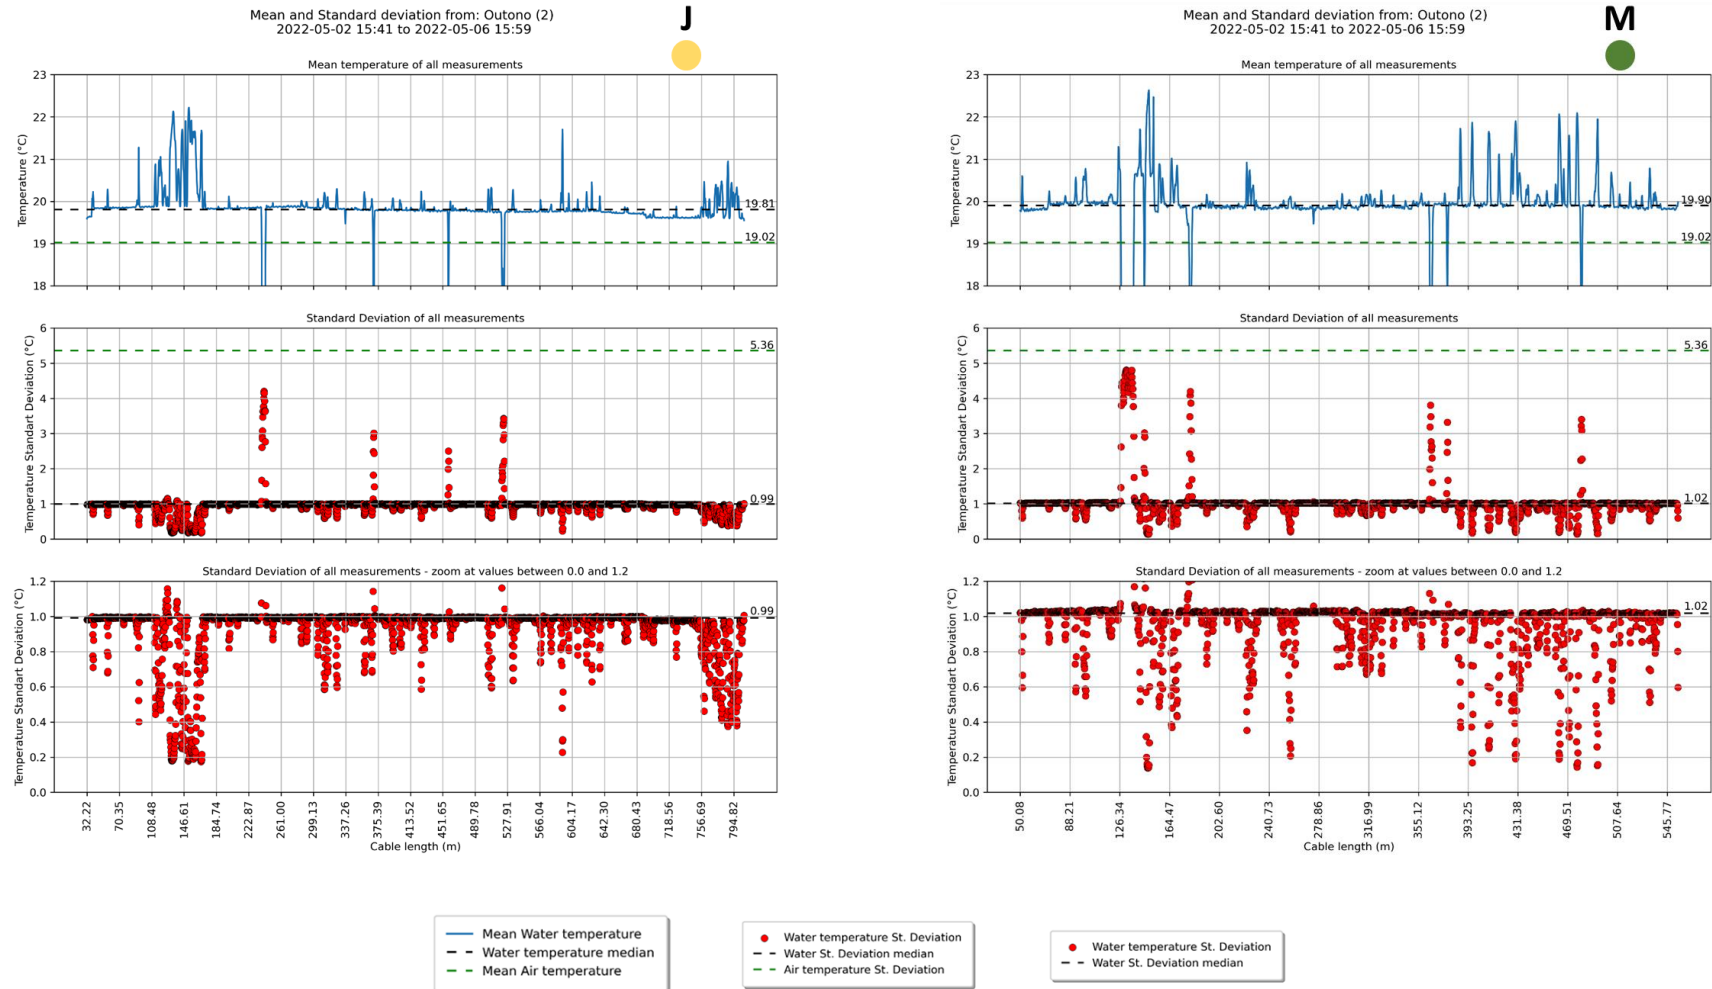 Mean and Standard deviation from: Outono (2)
2022-05-02 15:41 to 2022-05-06 15:59
J
Mean temperature of all measurements
Temperature (°C)
23
22
21
20
19
18
19.81
19.02
Standard Deviation of all measurements
Temperature Standart Deviation (°C)
6
5
4
3
2
1
0
5.36
0.99
Standard Deviation of all measurements - zoom at values between 0.0 and 1.2
Temperature Standart Deviation (°C)
1.2
1.0
0.8
0.6
0.4
0.2
0.0
0.99
32.22 70.35 108.48 146.61 184.74 222.87 261.00 299.13 337.26 375.39 413.52 451.65 489.78 527.91 566.04 604.17 642.30 680.43 718.56 756.69 794.82
Cable length (m)
Mean and Standard deviation from: Outono (2)
2022-05-02 15:41 to 2022-05-06 15:59
M
Mean temperature of all measurements
Temperature (°C)
23
22
21
20
19
18
19.90
19.02
Standard Deviation of all measurements
Temperature Standart Deviation (°C)
6
5
4
3
2
1
0
5.36
1.02
Standard Deviation of all measurements - zoom at values between 0.0 and 1.2
Temperature Standart Deviation (°C)
1.2
1.0
0.8
0.6
0.4
0.2
0.0
1.02
50.08 88.21 126.34 164.47 202.60 240.73 278.86 316.99 355.12 393.25 431.38 469.51 507.64 545.77
Cable length (m)
Mean Water temperature
Water temperature median
Mean Air temperature
Water temperature St. Deviation
Water St. Deviation median
Air temperature St. Deviation
Water temperature St. Deviation
Water St. Deviation median